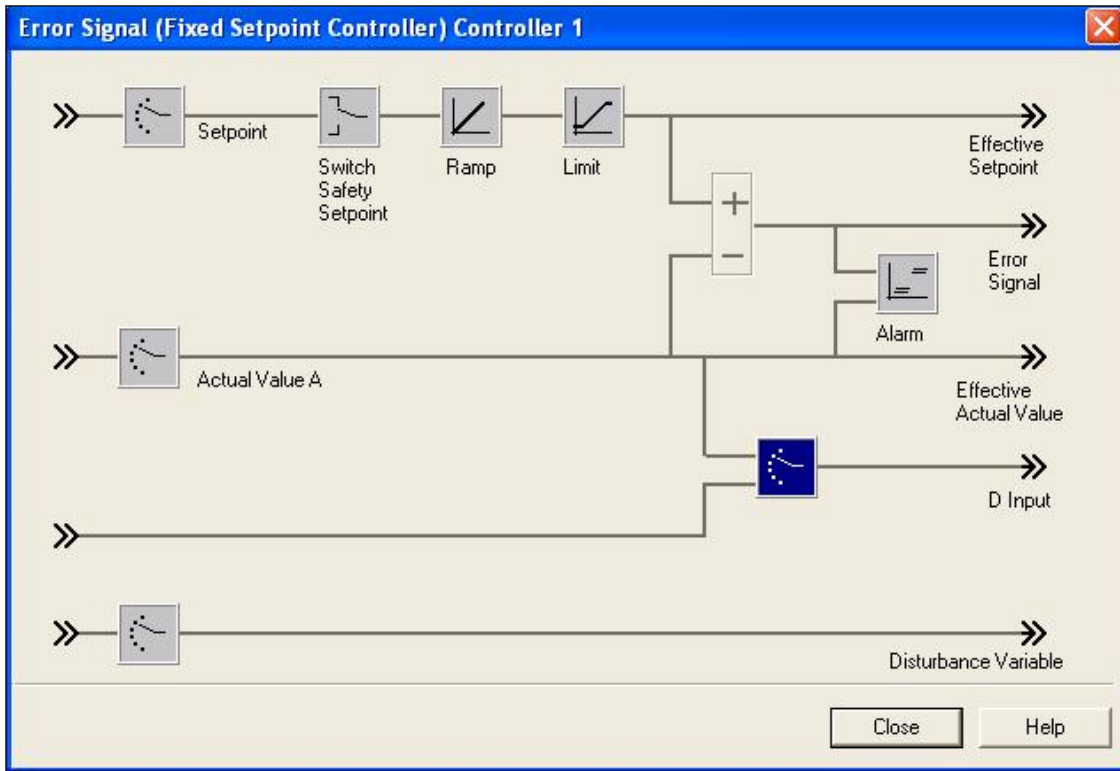 Error Signal (Fixed Setpoint Controller) Controller 1
Setpoint
Switch
Safety
Setpoint
Ramp
Limit
Effective
Setpoint
+
−
Error
Signal
Alarm
Actual Value A
Effective
Actual Value
D Input
Disturbance Variable
Close
Help